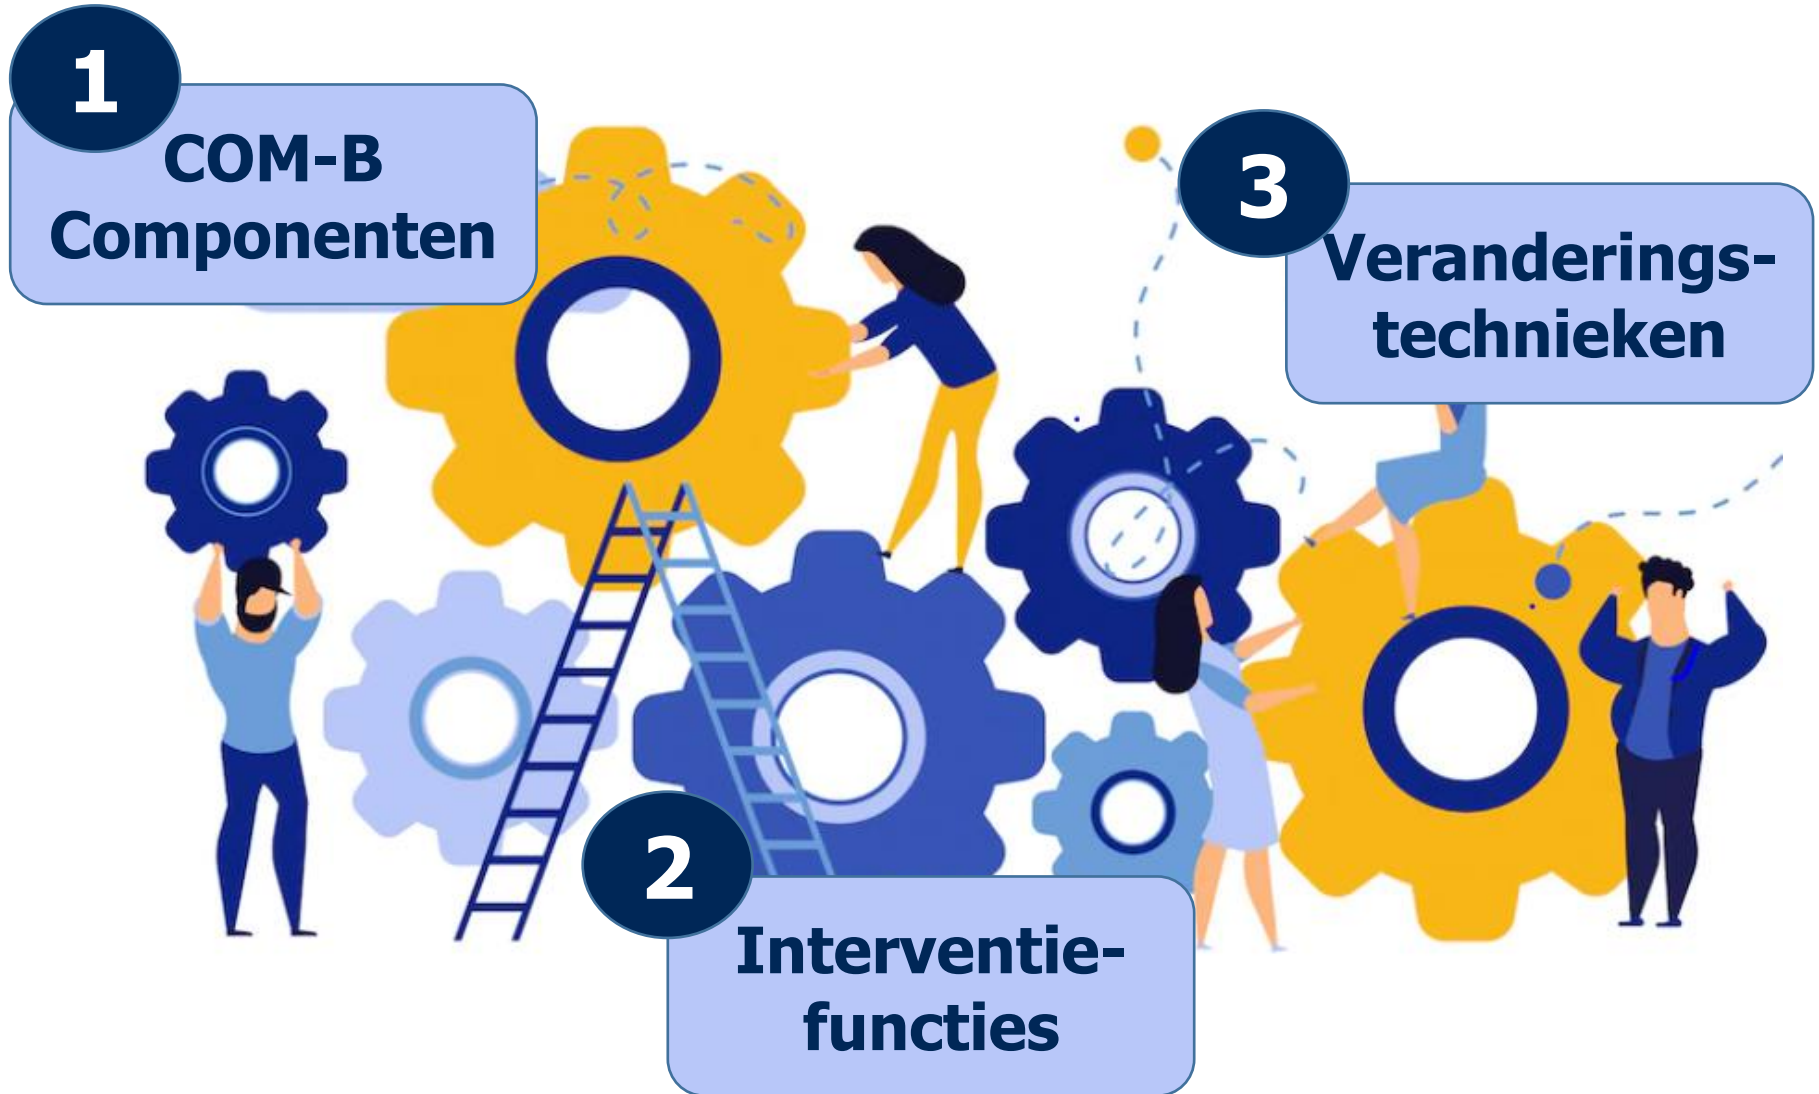 1
COM-B
Componenten
2
Interventie-
functies
3
Veranderings-
technieken